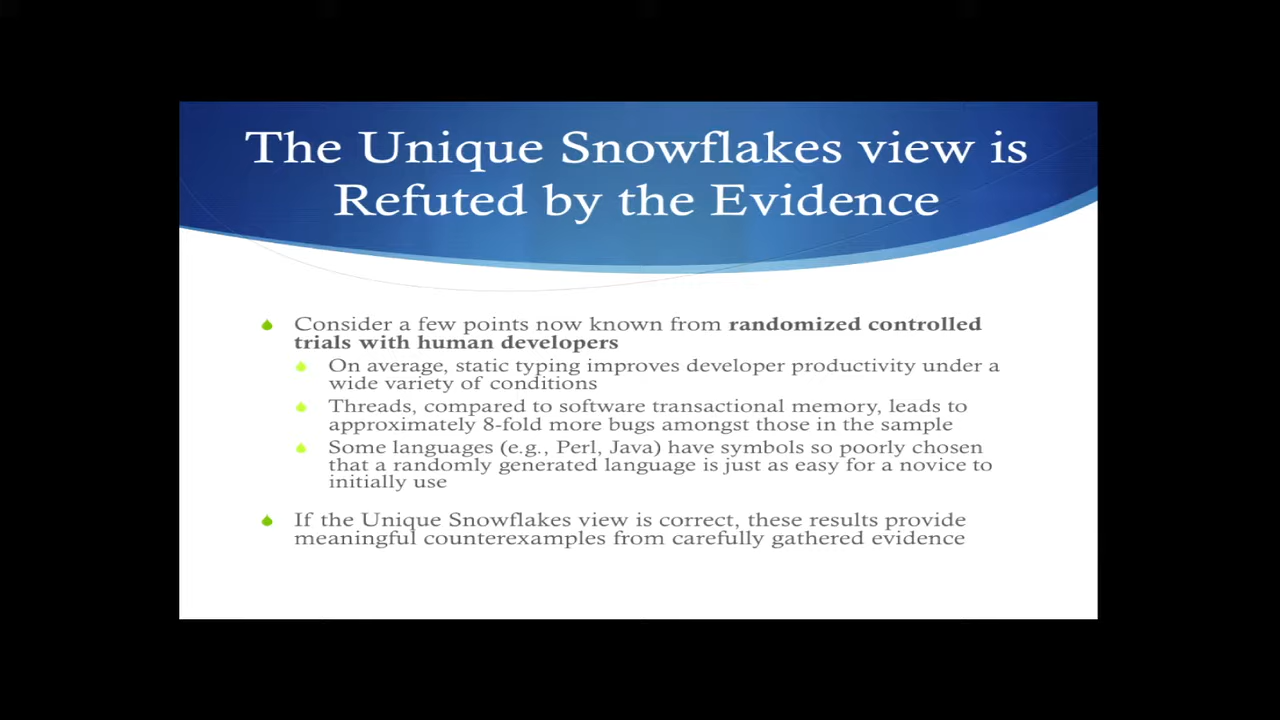 The Unique Snowflakes view is
Refuted by the Evidence
Consider a few points now known from randomized controlled
trials with human developers
On average, static typing improves developer productivity under a
wide variety of conditions
Threads, compared to software transactional memory, leads to
approximately 8-fold more bugs amongst those in the sample
Some languages (e.g., Perl, Java) have symbols so poorly chosen
that a randomly generated language is just as easy for a novice to
initially use
If the Unique Snowflakes view is correct, these results provide
meaningful counterexamples from carefully gathered evidence